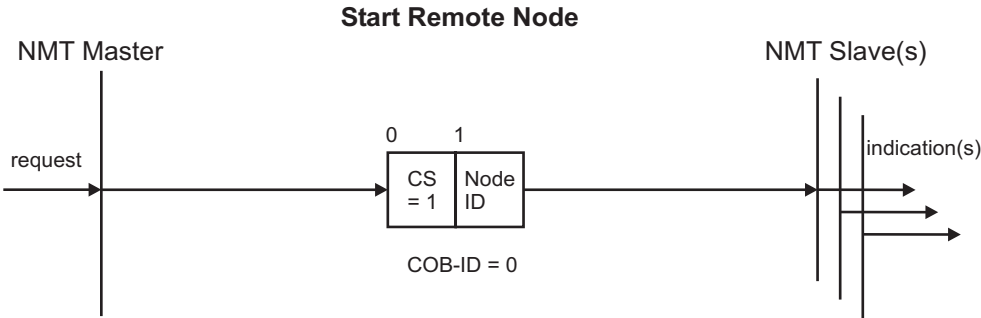 Start Remote Node
NMT Master
NMT Slave(s)
0 1
request
indication(s)
CS
= 1
Node
ID
COB-ID = 0